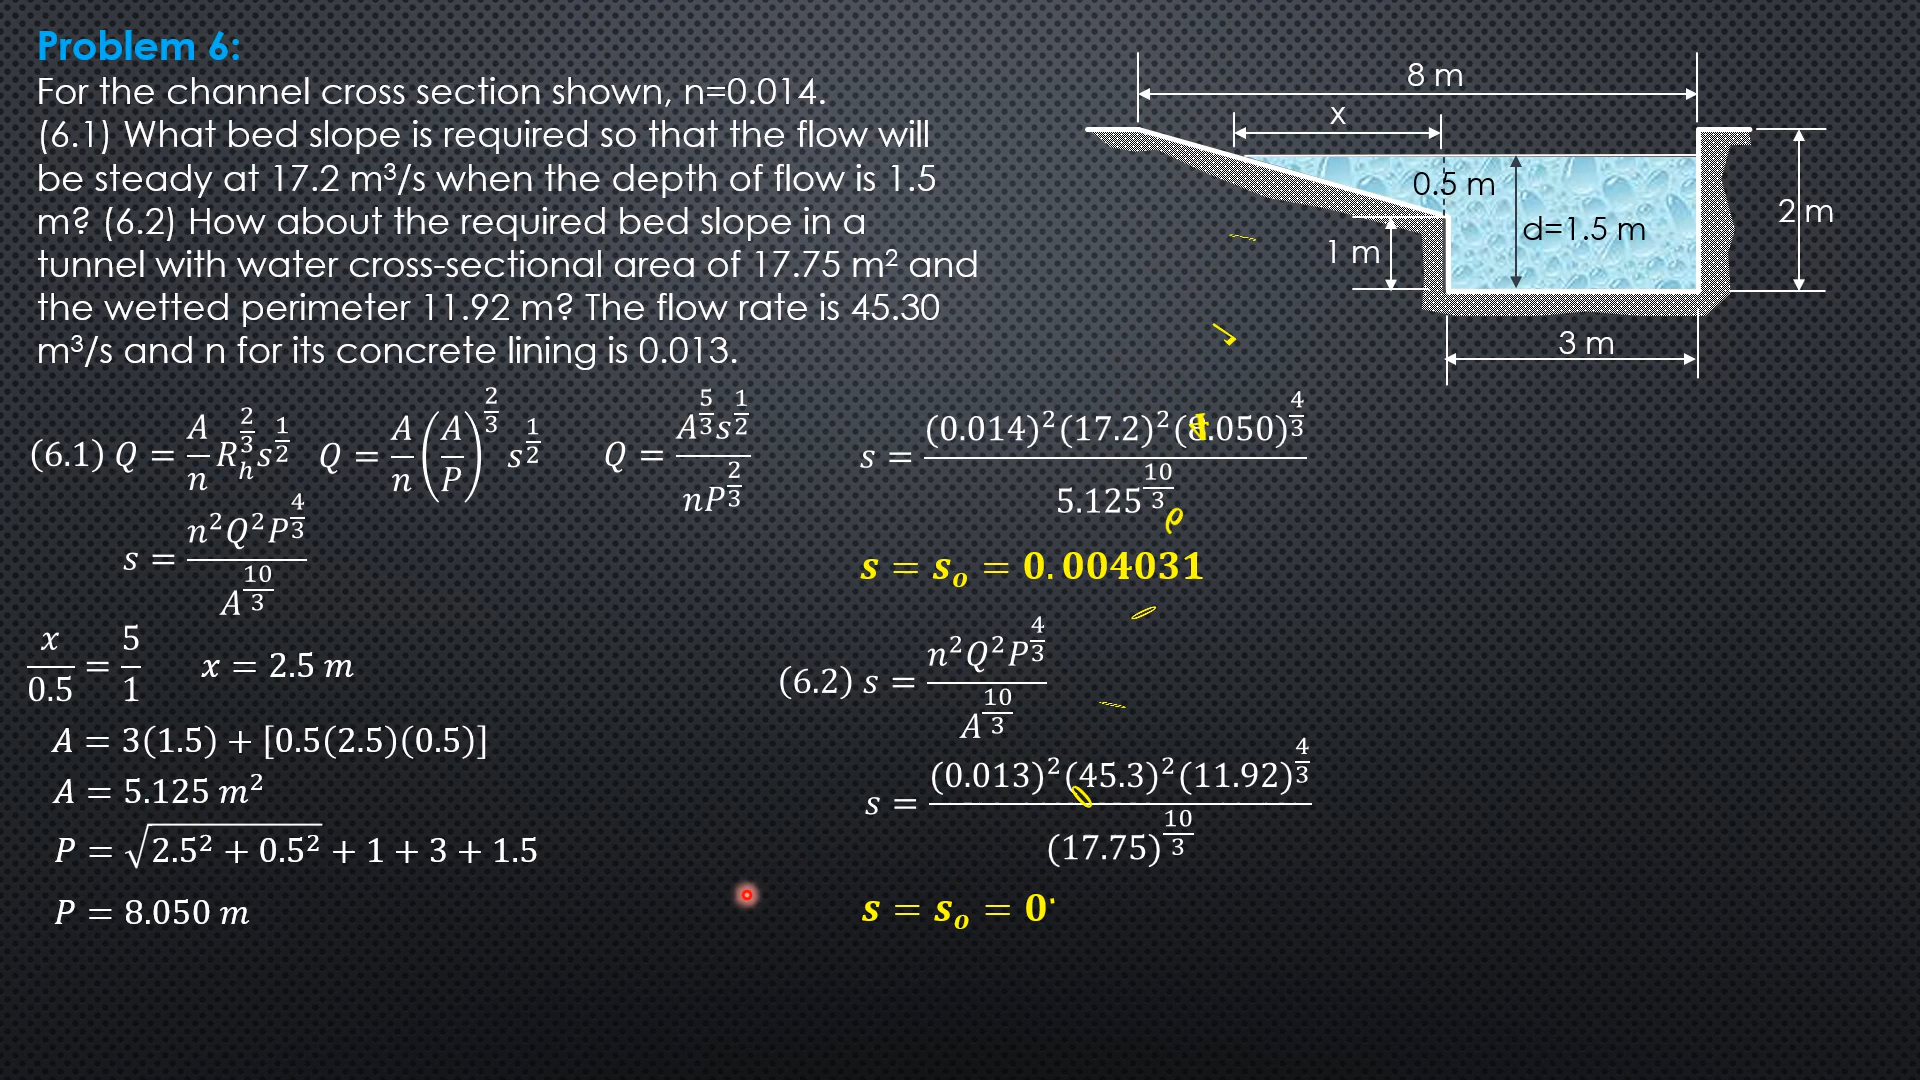 Problem 6:
For the channel cross section shown, n=0.014.
(6.1) What bed slope is required so that the flow will
be steady at 17.2 m³/s when the depth of flow is 1.5
m? (6.2) How about the required bed slope in a
tunnel with water cross-sectional area of 17.75 m² and
the wetted perimeter 11.92 m? The flow rate is 45.30
m³/s and n for its concrete lining is 0.013.
8 m
x
0.5 m
d=1.5 m
2 m
1 m
3 m
(6.1) Q = A/n R_h^(2/3) s^(1/2)   Q = A/n (A/P)^(2/3) s^(1/2)   Q = A^(5/3) s^(1/2) / nP^(2/3)
s = n²Q²P^(4/3) / A^(10/3)
x/0.5 = 5/1   x = 2.5 m
A = 3(1.5) + [0.5(2.5)(0.5)]
A = 5.125 m²
P = √(2.5² + 0.5²) + 1 + 3 + 1.5
P = 8.050 m
s = (0.014)²(17.2)²(8.050)^(4/3) / 5.125^(10/3)
s = s_o = 0.004031
(6.2) s = n²Q²P^(4/3) / A^(10/3)
s = (0.013)²(45.3)²(11.92)^(4/3) / (17.75)^(10/3)
s = s_o = 0